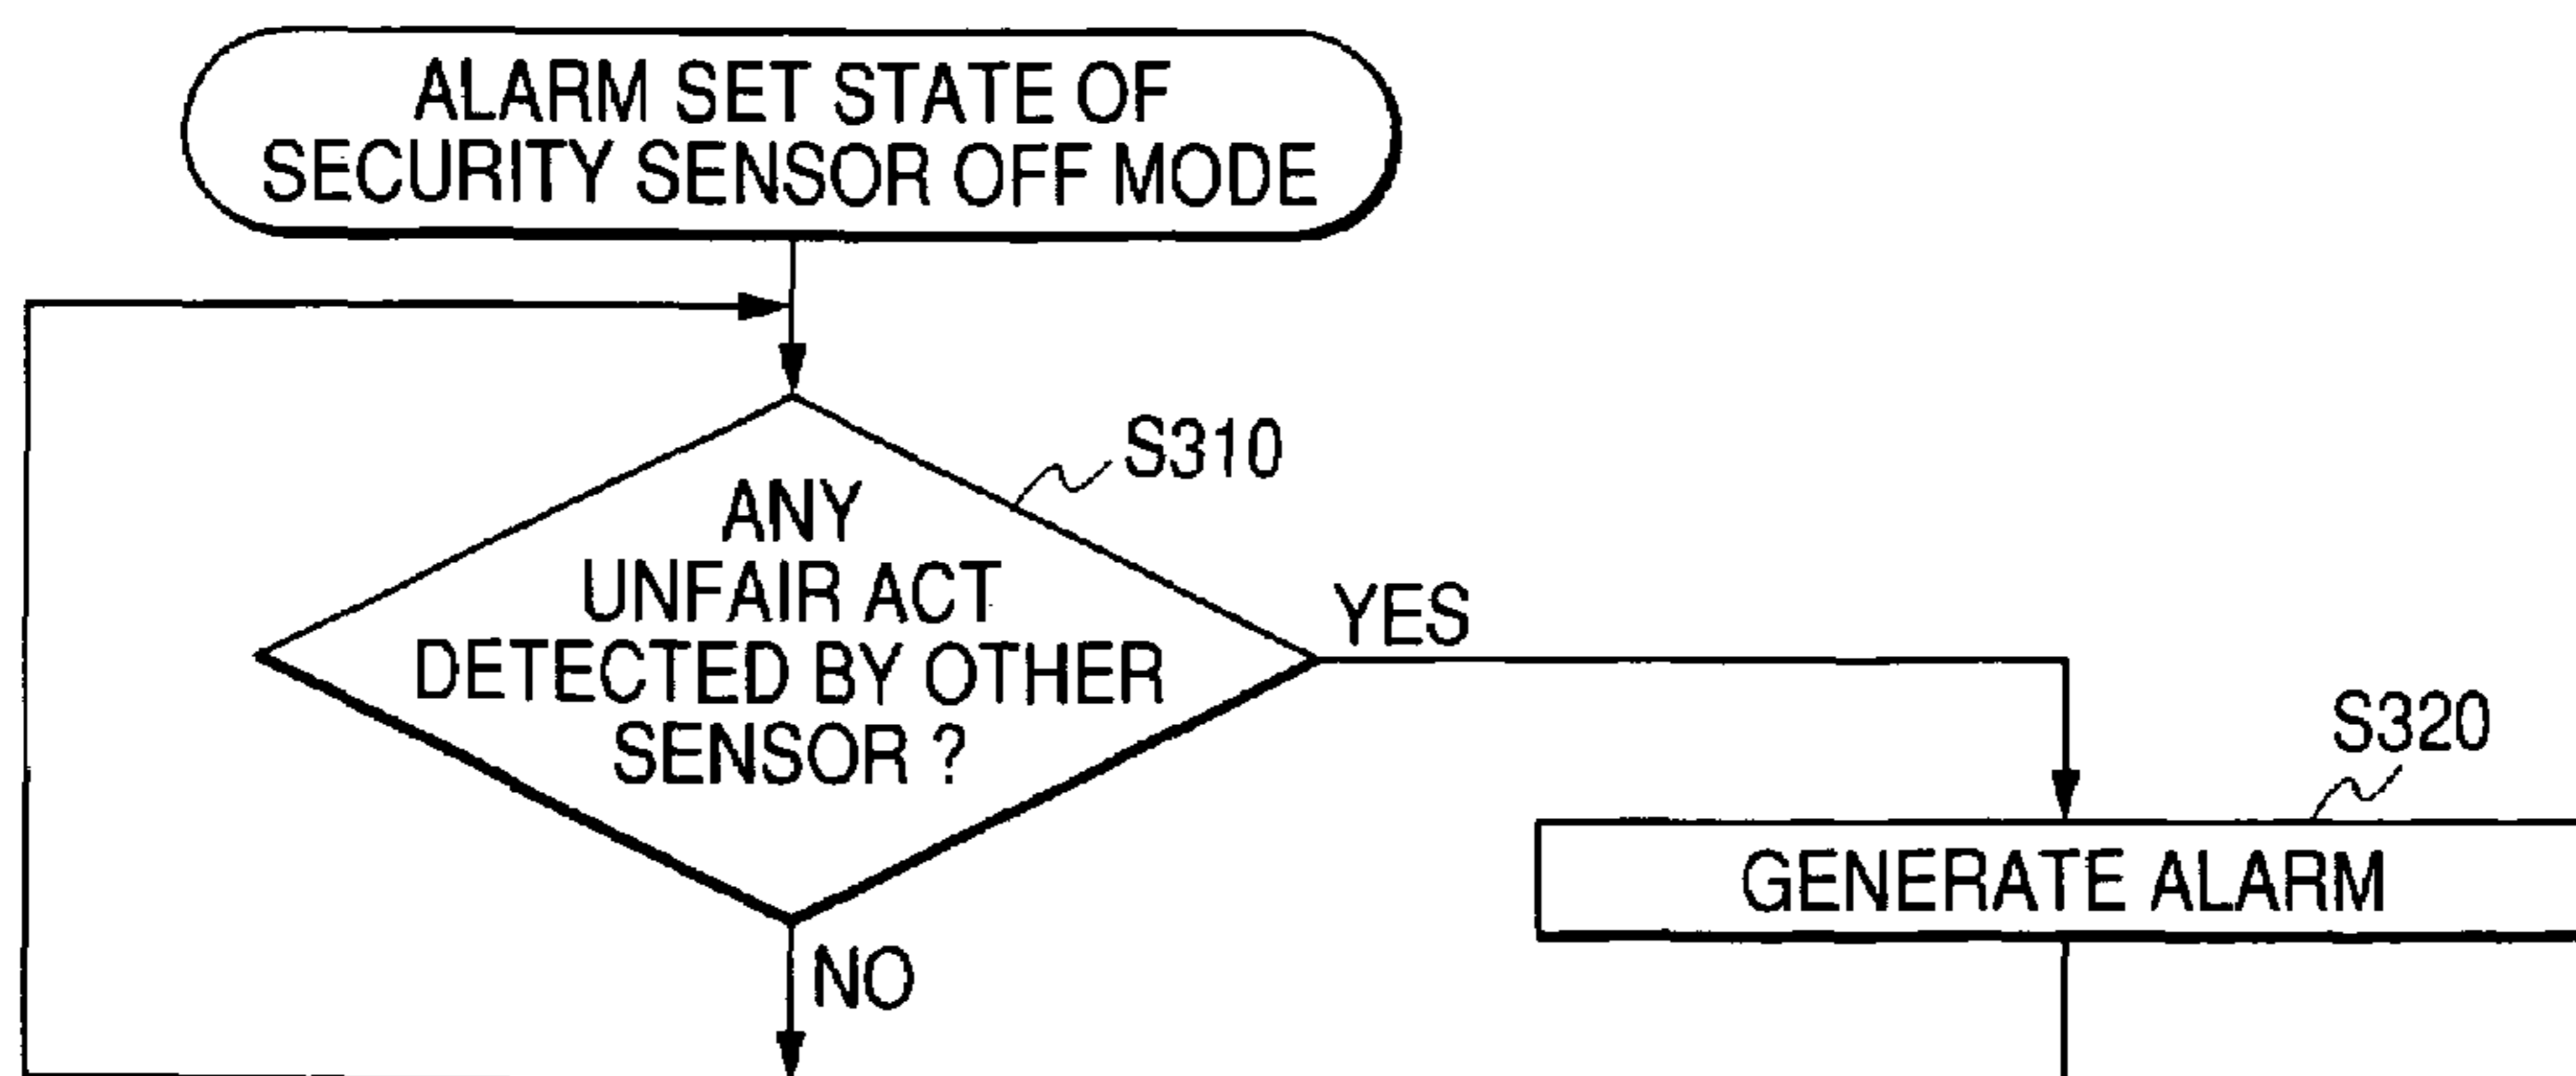 ALARM SET STATE OF
SECURITY SENSOR OFF MODE
S310
ANY
UNFAIR ACT
DETECTED BY OTHER
SENSOR ?
YES
S320
GENERATE ALARM
NO